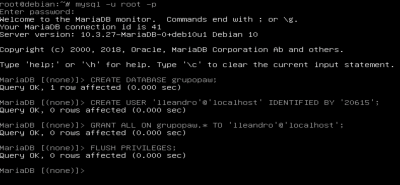 root@debian:~# mysql -u root -p
Enter password:
Welcome to the MariaDB monitor.  Commands end with ; or \g.
Your MariaDB connection id is 41
Server version: 10.3.27-MariaDB-0+deb10u1 Debian 10

Copyright (c) 2000, 2018, Oracle, MariaDB Corporation Ab and others.

Type 'help;' or '\h' for help. Type '\c' to clear the current input statement.

MariaDB [(none)]> CREATE DATABASE grupopaw;
Query OK, 1 row affected (0.000 sec)

MariaDB [(none)]> CREATE USER 'lleandro'@'localhost' IDENTIFIED BY '20615';
Query OK, 0 rows affected (0.000 sec)

MariaDB [(none)]> GRANT ALL ON grupopaw.* TO 'lleandro'@'localhost';
Query OK, 0 rows affected (0.000 sec)

MariaDB [(none)]> FLUSH PRIVILEGES;
Query OK, 0 rows affected (0.000 sec)

MariaDB [(none)]>